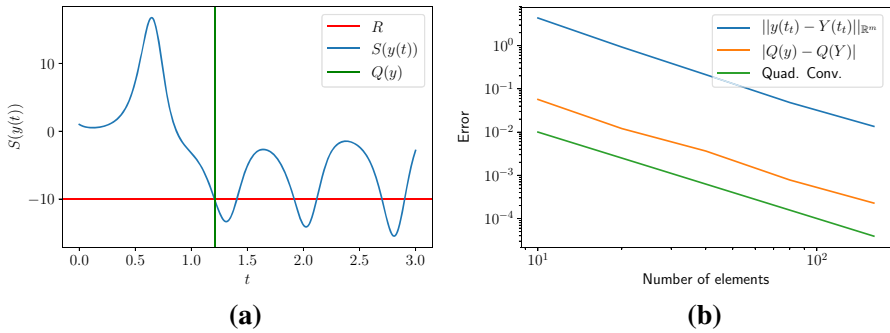 R
S(y(t))
Q(y)
10
0
−10
S(y(t))
0.0 0.5 1.0 1.5 2.0 2.5 3.0
t
(a)
||y(t_t) − Y(t_t)||_{ℝ^m}
|Q(y) − Q(Y)|
Quad. Conv.
10^0
10^{−1}
10^{−2}
10^{−3}
10^{−4}
Error
10^1 10^2
Number of elements
(b)